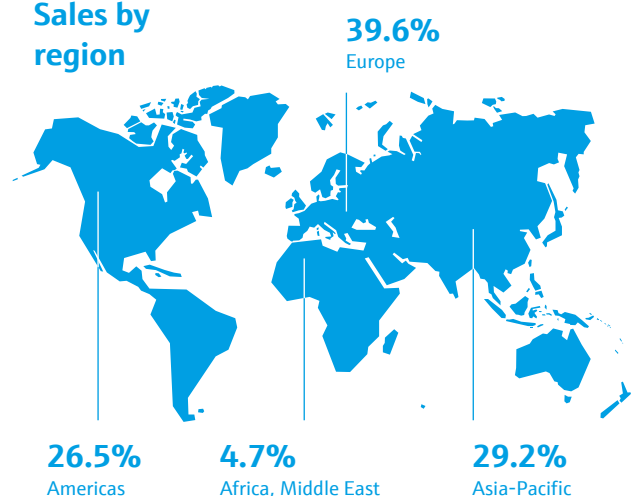 Sales by
region
39.6%
Europe
26.5%
Americas
4.7%
Africa, Middle East
29.2%
Asia-Pacific